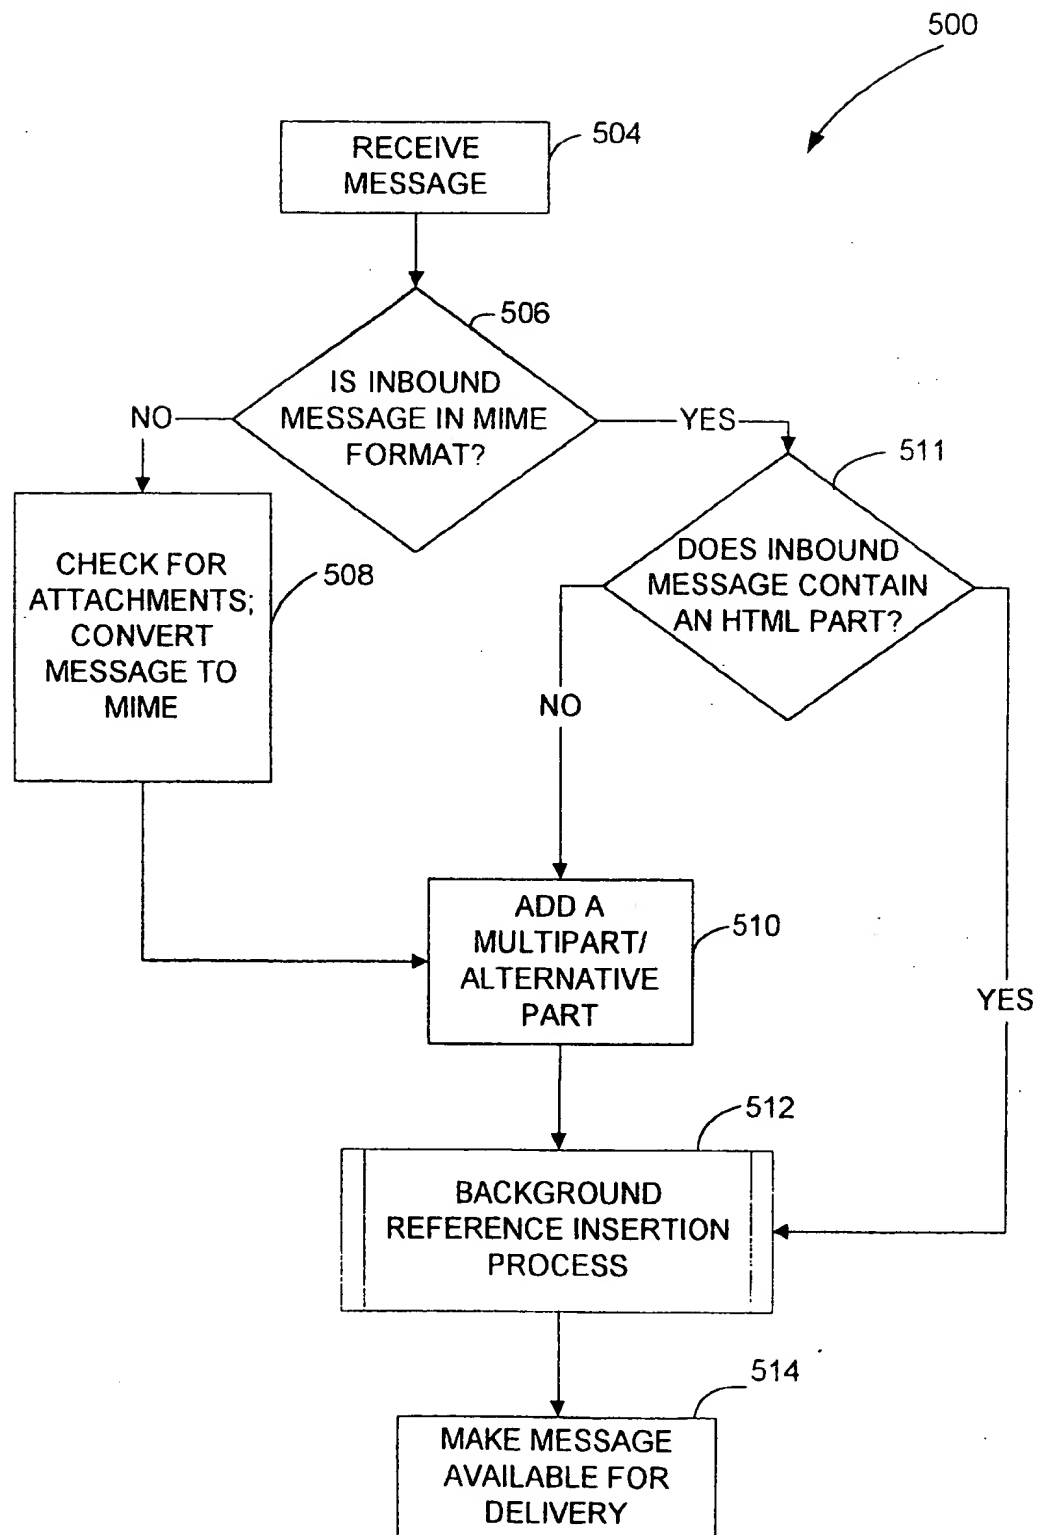 500
RECEIVE
MESSAGE
504
506
IS INBOUND
MESSAGE IN MIME
FORMAT?
NO
YES
511
CHECK FOR
ATTACHMENTS;
CONVERT
MESSAGE TO
MIME
508
DOES INBOUND
MESSAGE CONTAIN
AN HTML PART?
NO
ADD A
MULTIPART/
ALTERNATIVE
PART
510
YES
512
BACKGROUND
REFERENCE INSERTION
PROCESS
514
MAKE MESSAGE
AVAILABLE FOR
DELIVERY